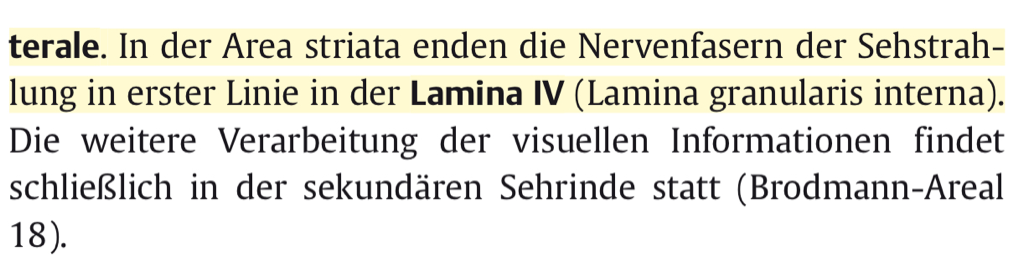 terale. In der Area striata enden die Nervenfasern der Sehstrah-
lung in erster Linie in der Lamina IV (Lamina granularis interna).
Die weitere Verarbeitung der visuellen Informationen findet
schließlich in der sekundären Sehrinde statt (Brodmann-Areal
18).